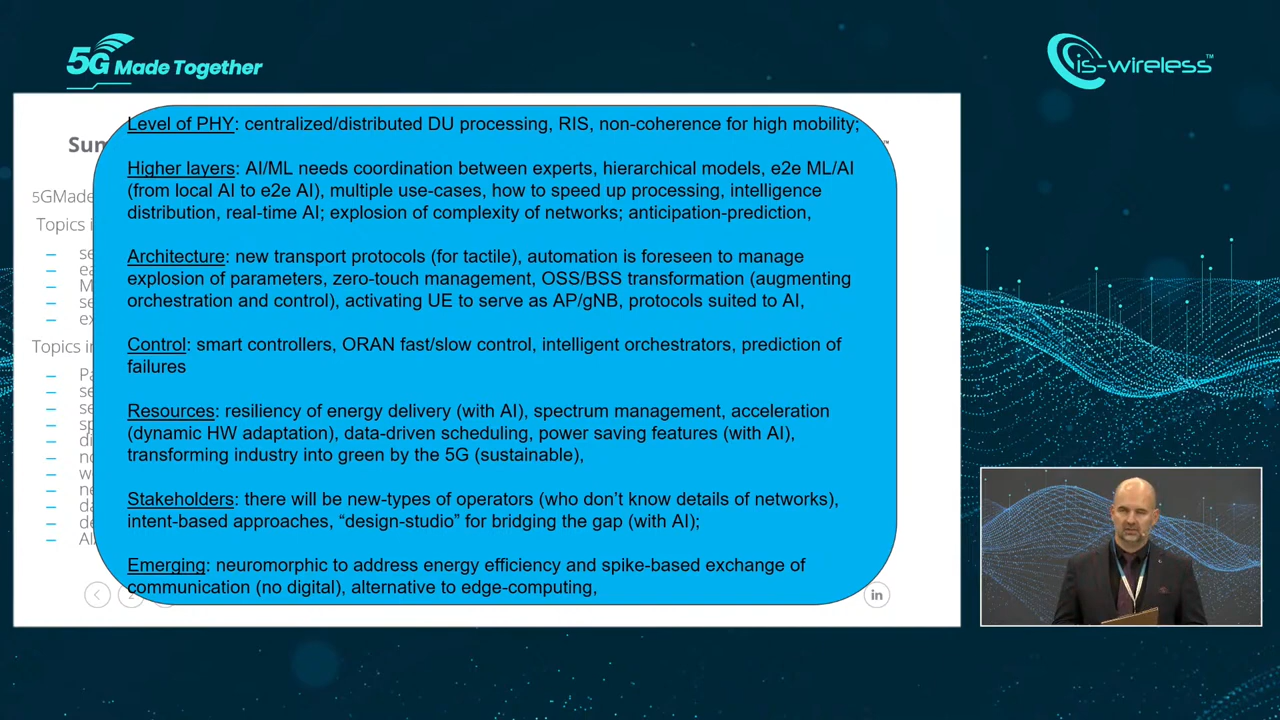 5G Made Together
is-wireless™
Level of PHY: centralized/distributed DU processing, RIS, non-coherence for high mobility;
Higher layers: AI/ML needs coordination between experts, hierarchical models, e2e ML/AI
(from local AI to e2e AI), multiple use-cases, how to speed up processing, intelligence
distribution, real-time AI; explosion of complexity of networks; anticipation-prediction,
Architecture: new transport protocols (for tactile), automation is foreseen to manage
explosion of parameters, zero-touch management, OSS/BSS transformation (augmenting
orchestration and control), activating UE to serve as AP/gNB, protocols suited to AI,
Control: smart controllers, ORAN fast/slow control, intelligent orchestrators, prediction of
failures
Resources: resiliency of energy delivery (with AI), spectrum management, acceleration
(dynamic HW adaptation), data-driven scheduling, power saving features (with AI),
transforming industry into green by the 5G (sustainable),
Stakeholders: there will be new-types of operators (who don’t know details of networks),
intent-based approaches, “design-studio” for bridging the gap (with AI);
Emerging: neuromorphic to address energy efficiency and spike-based exchange of
communication (no digital), alternative to edge-computing,
5GMade
Topics
Topics
in